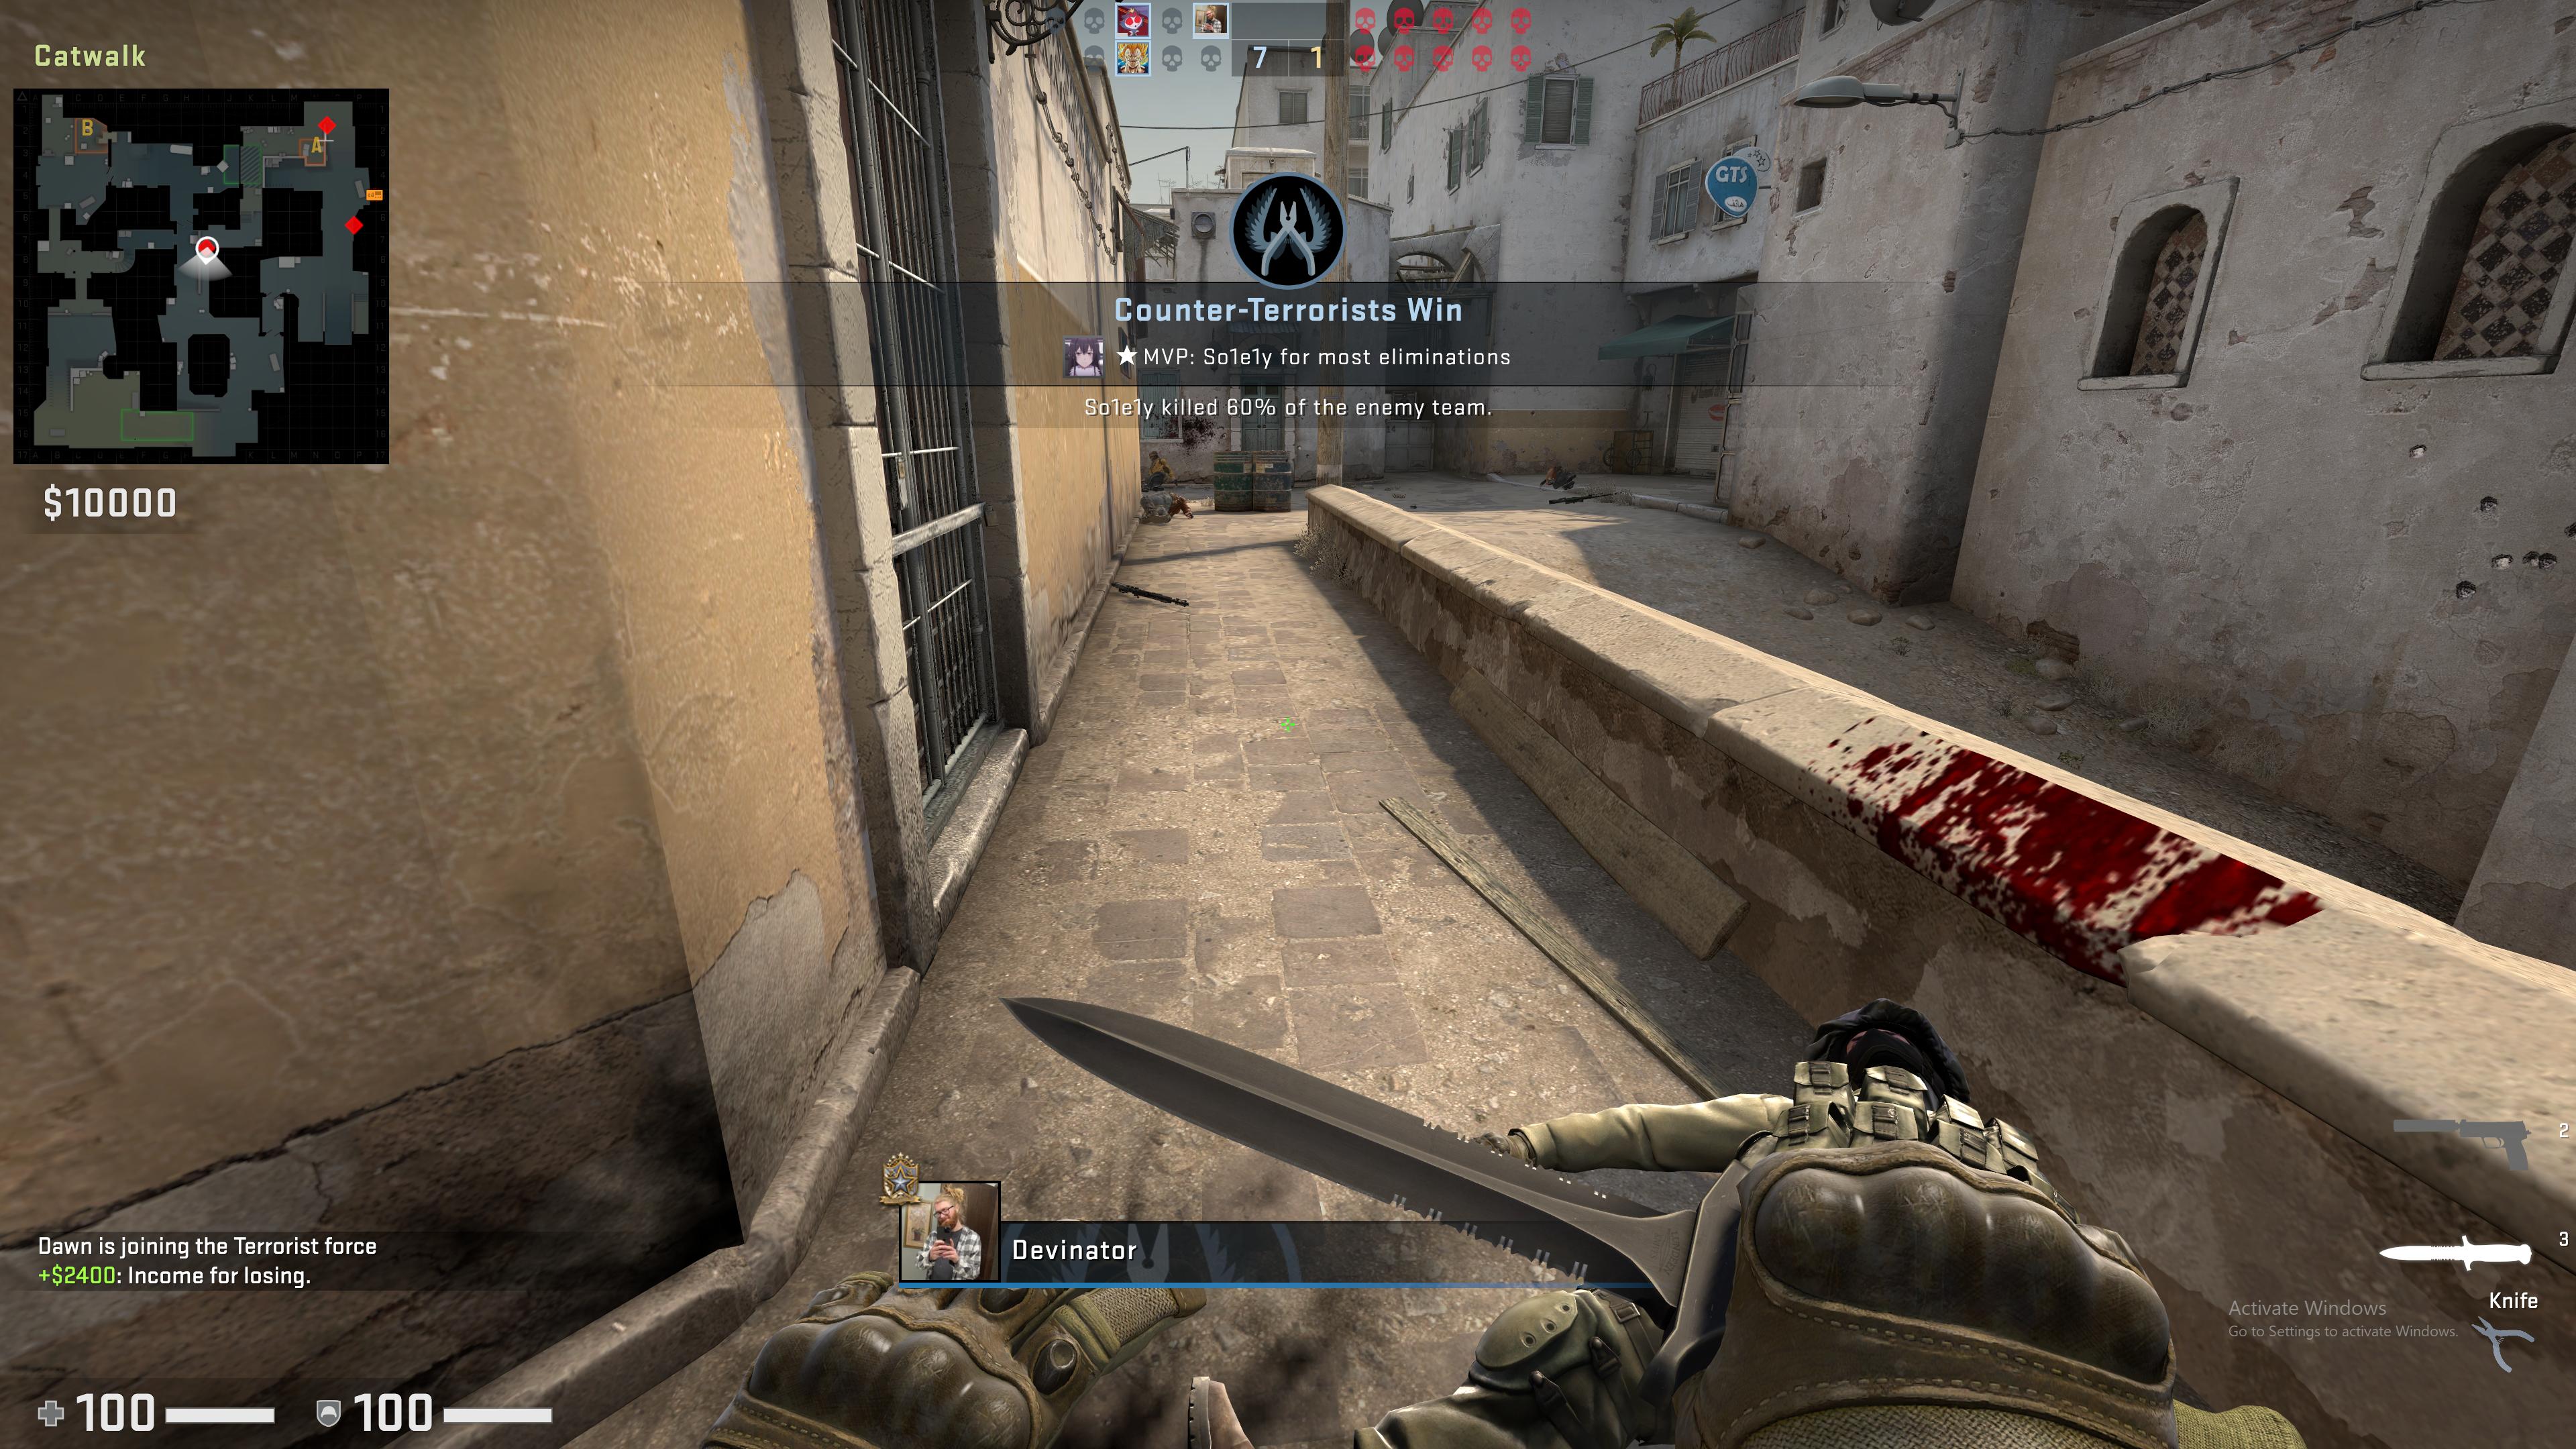 Catwalk
B
A
$10000
7 1
GTS
Counter-Terrorists Win
MVP: So1e1y for most eliminations
So1e1y killed 60% of the enemy team.
2
3
Knife
Devinator
Dawn is joining the Terrorist force
+$2400: Income for losing.
Activate Windows
Go to Settings to activate Windows.
100 100